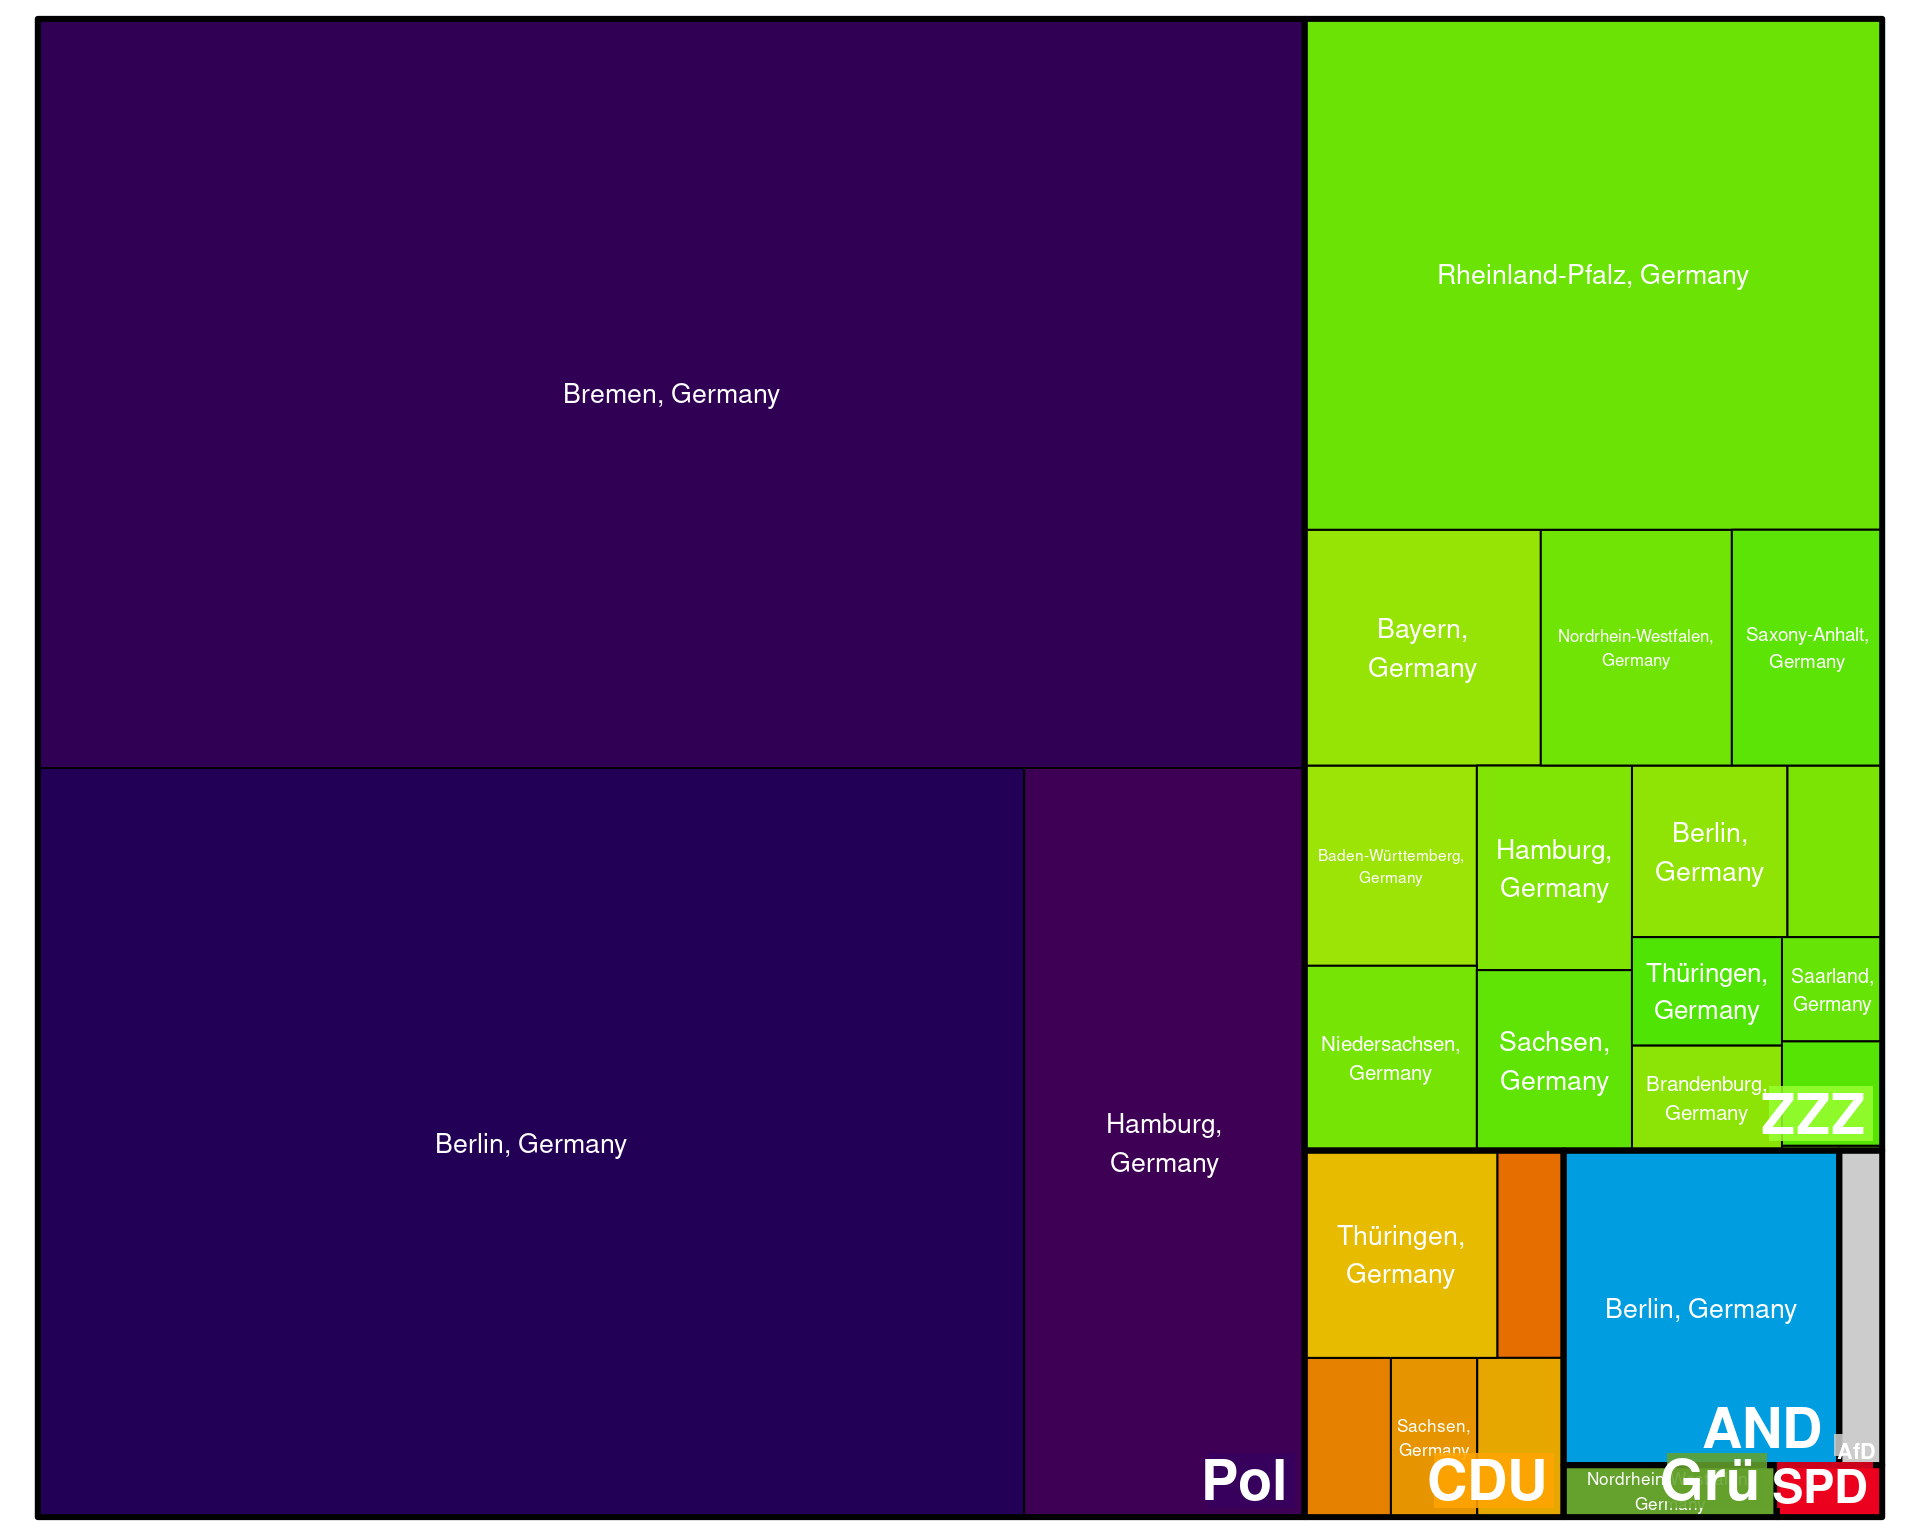 Bremen, Germany
Berlin, Germany
Hamburg,
Germany
Pol
Rheinland-Pfalz, Germany
Bayern,
Germany
Nordrhein-Westfalen,
Germany
Saxony-Anhalt,
Germany
Baden-Württemberg,
Germany
Hamburg,
Germany
Berlin,
Germany
Niedersachsen,
Germany
Sachsen,
Germany
Thüringen,
Germany
Saarland,
Germany
Brandenburg,
Germany
ZZZ
Thüringen,
Germany
Sachsen,
Germany
CDU
Berlin, Germany
AND
AfD
Germany
Grü
SPD